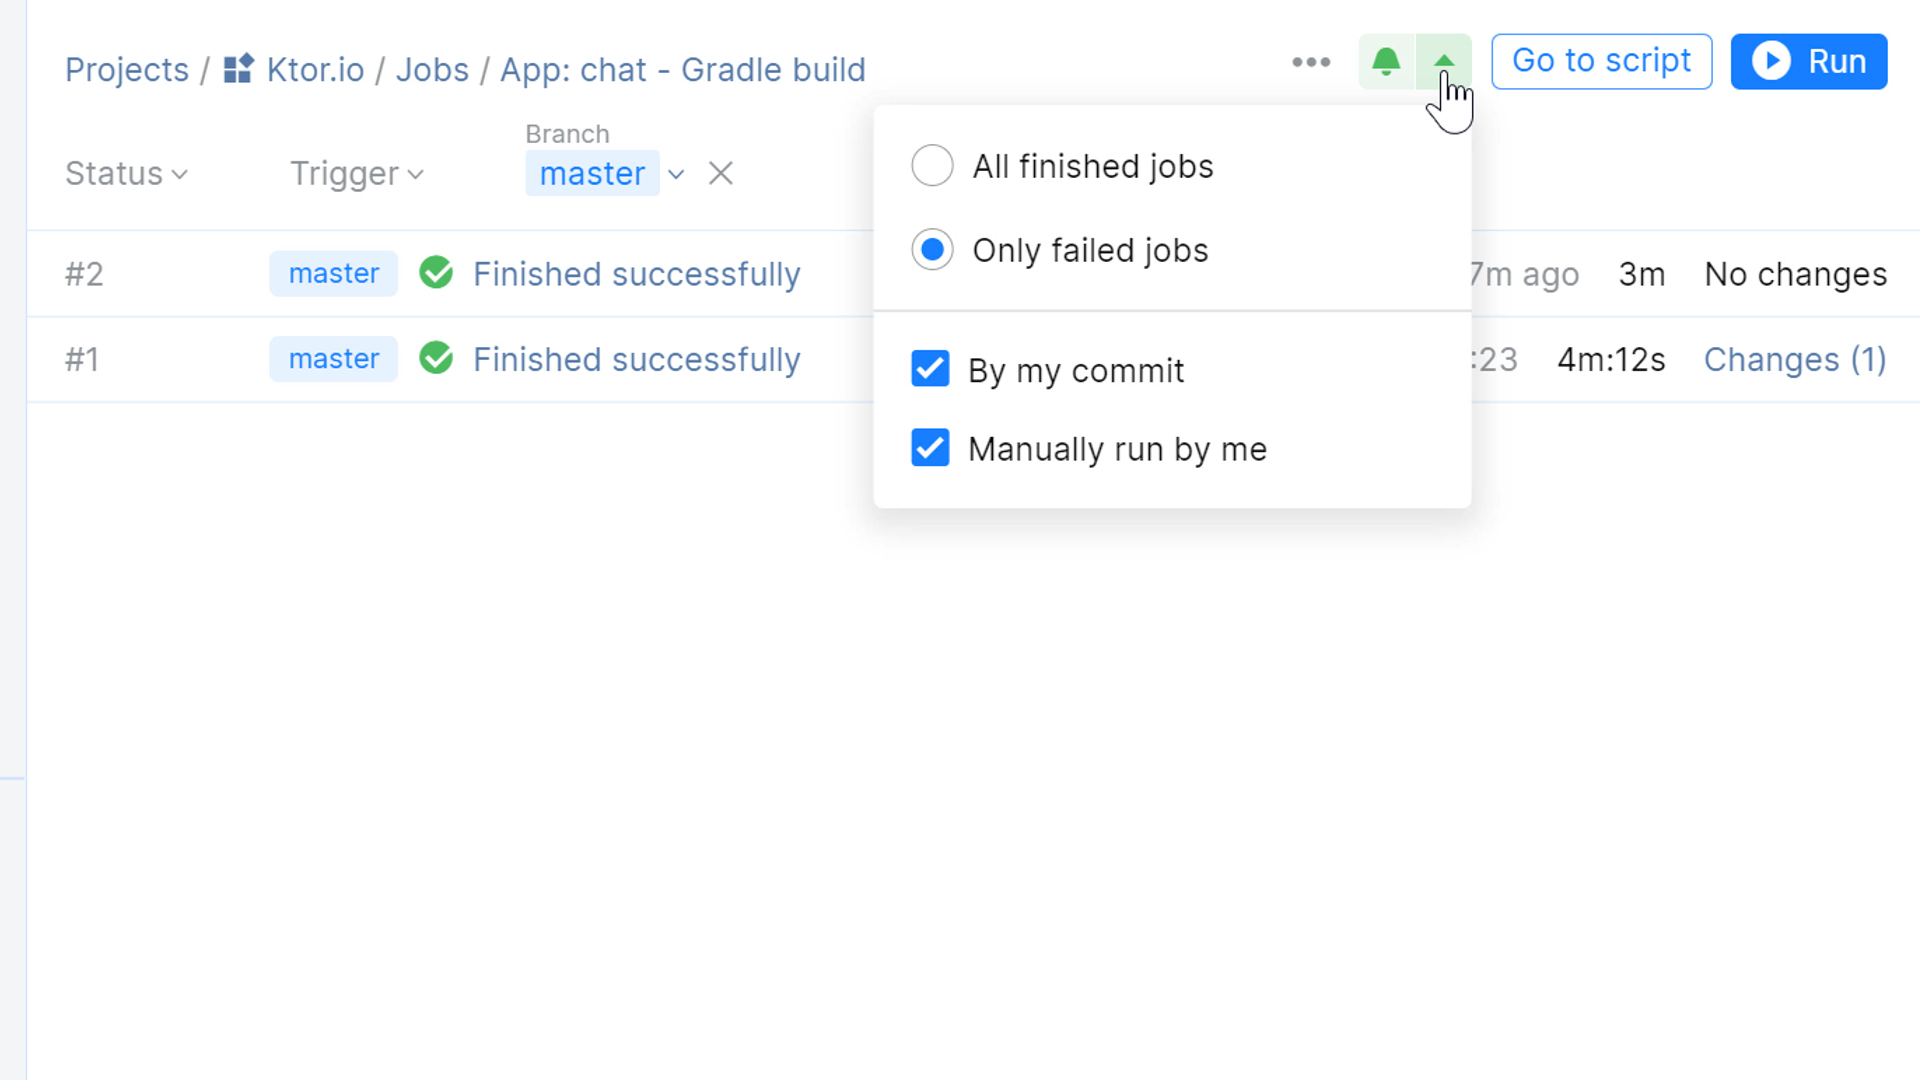 Projects / Ktor.io / Jobs / App: chat - Gradle build
Go to script
Run
Branch
Status
Trigger
master
All finished jobs
Only failed jobs
By my commit
Manually run by me
#2 master Finished successfully 7m ago 3m No changes
#1 master Finished successfully :23 4m:12s Changes (1)